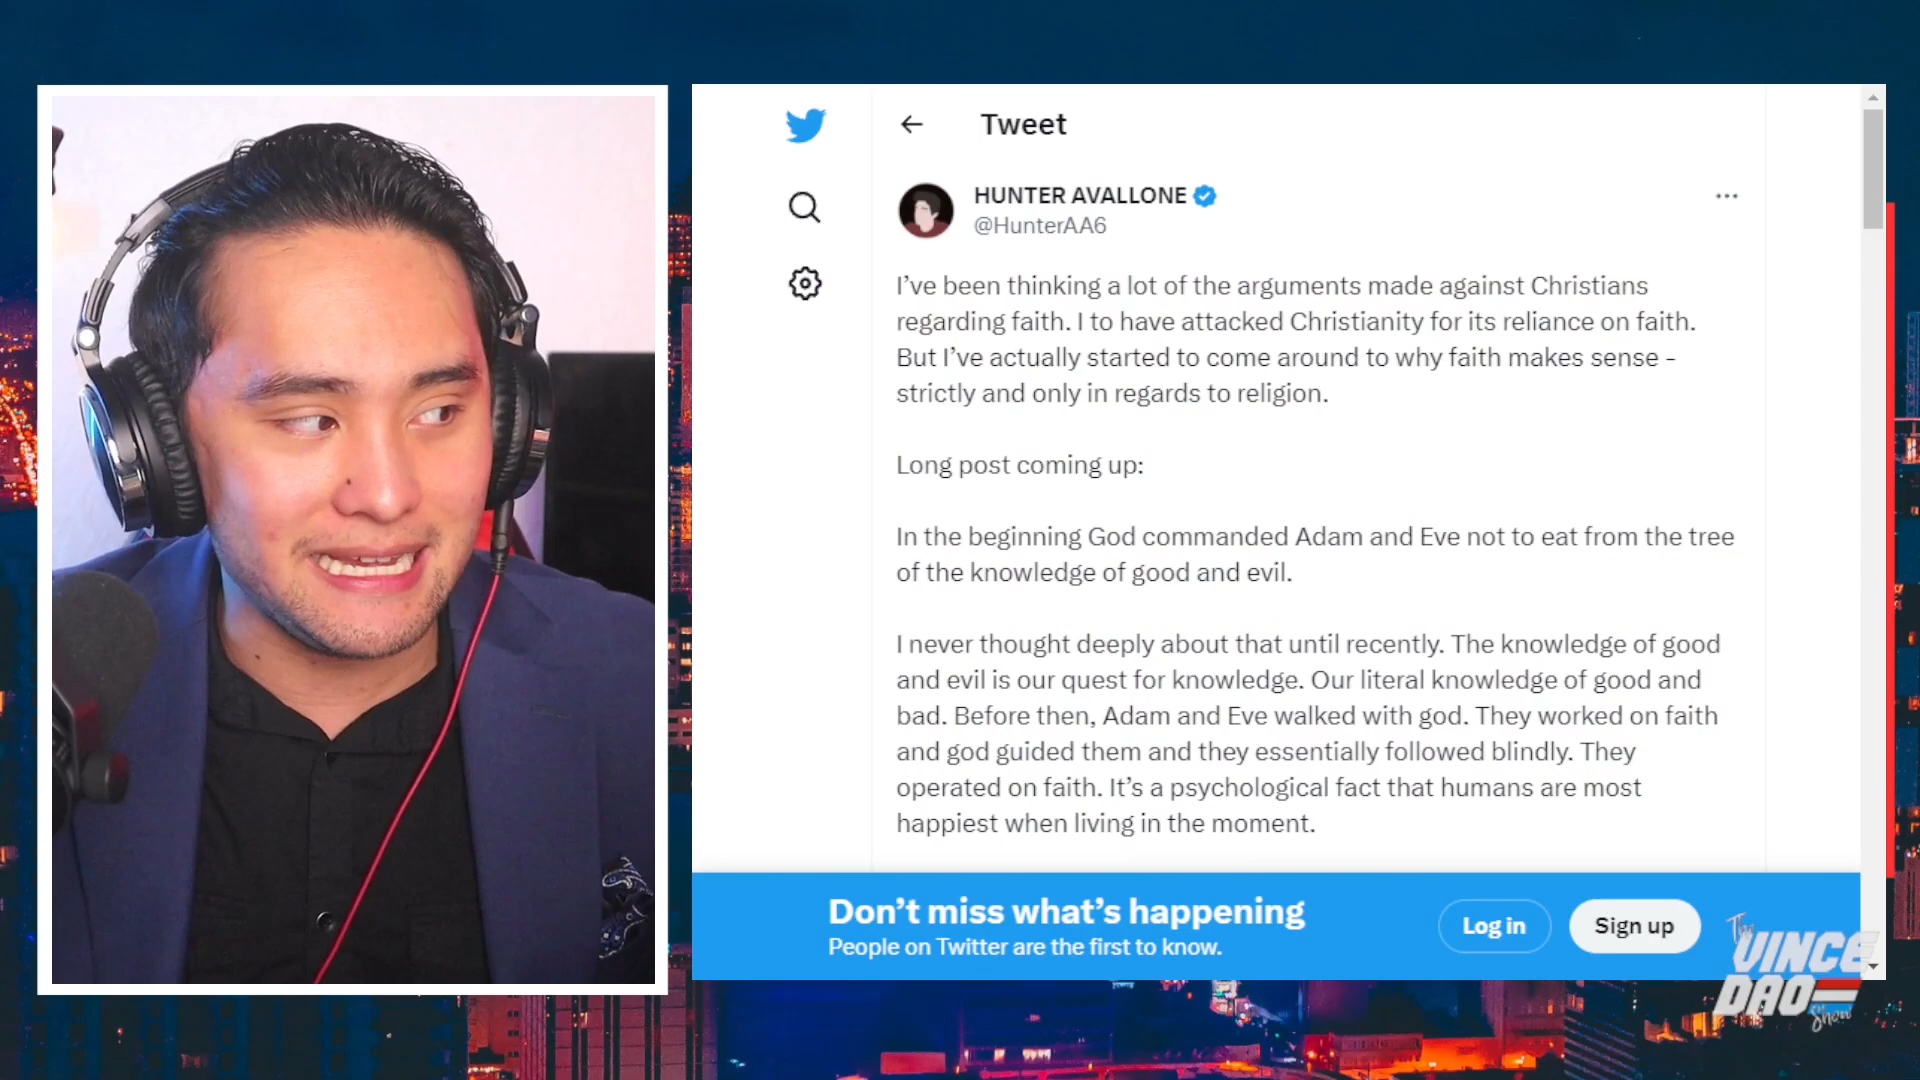 Tweet
HUNTER AVALLONE
@HunterAA6
I've been thinking a lot of the arguments made against Christians
regarding faith. I to have attacked Christianity for its reliance on faith.
But I've actually started to come around to why faith makes sense -
strictly and only in regards to religion.
Long post coming up:
In the beginning God commanded Adam and Eve not to eat from the tree
of the knowledge of good and evil.
I never thought deeply about that until recently. The knowledge of good
and evil is our quest for knowledge. Our literal knowledge of good and
bad. Before then, Adam and Eve walked with god. They worked on faith
and god guided them and they essentially followed blindly. They
operated on faith. It's a psychological fact that humans are most
happiest when living in the moment.
Don't miss what's happening
People on Twitter are the first to know.
Log in
Sign up
The
VINCE
DAO
Show